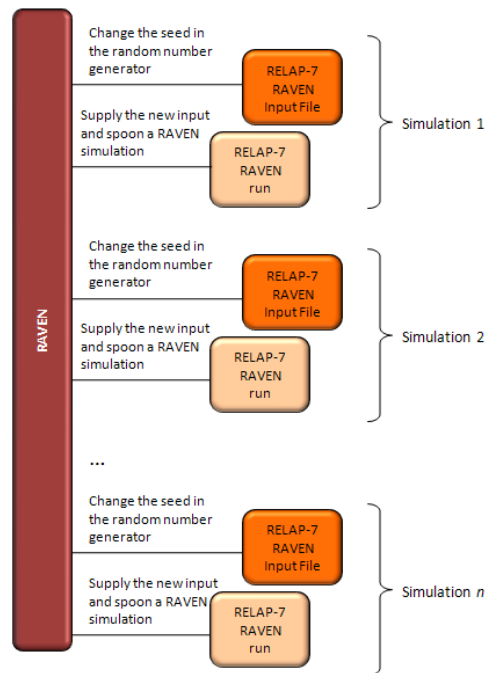 RAVEN
Change the seed in
the random number
generator
RELAP-7
RAVEN
Input File
Supply the new input
and spoon a RAVEN
simulation
RELAP-7
RAVEN
run
Simulation 1
Change the seed in
the random number
generator
RELAP-7
RAVEN
Input File
Supply the new input
and spoon a RAVEN
simulation
RELAP-7
RAVEN
run
Simulation 2
...
Change the seed in
the random number
generator
RELAP-7
RAVEN
Input File
Supply the new input
and spoon a RAVEN
simulation
RELAP-7
RAVEN
run
Simulation n